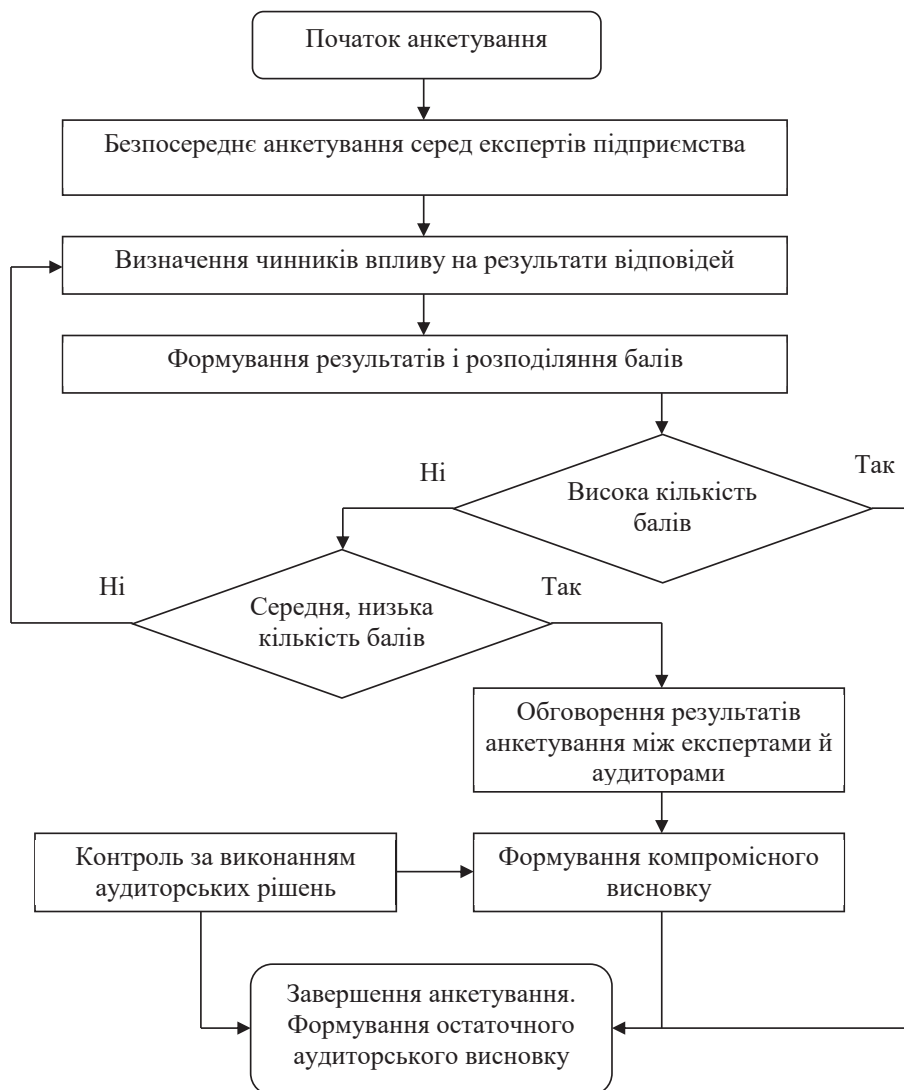 Початок анкетування
Безпосереднє анкетування серед експертів підприємства
Визначення чинників впливу на результати відповідей
Формування результатів і розподіляння балів
Ні
Так
Висока кількість
балів
Ні
Так
Середня, низька
кількість балів
Обговорення результатів
анкетування між експертами й
аудиторами
Контроль за виконанням
аудиторських рішень
Формування компромісного
висновку
Завершення анкетування.
Формування остаточного
аудиторського висновку